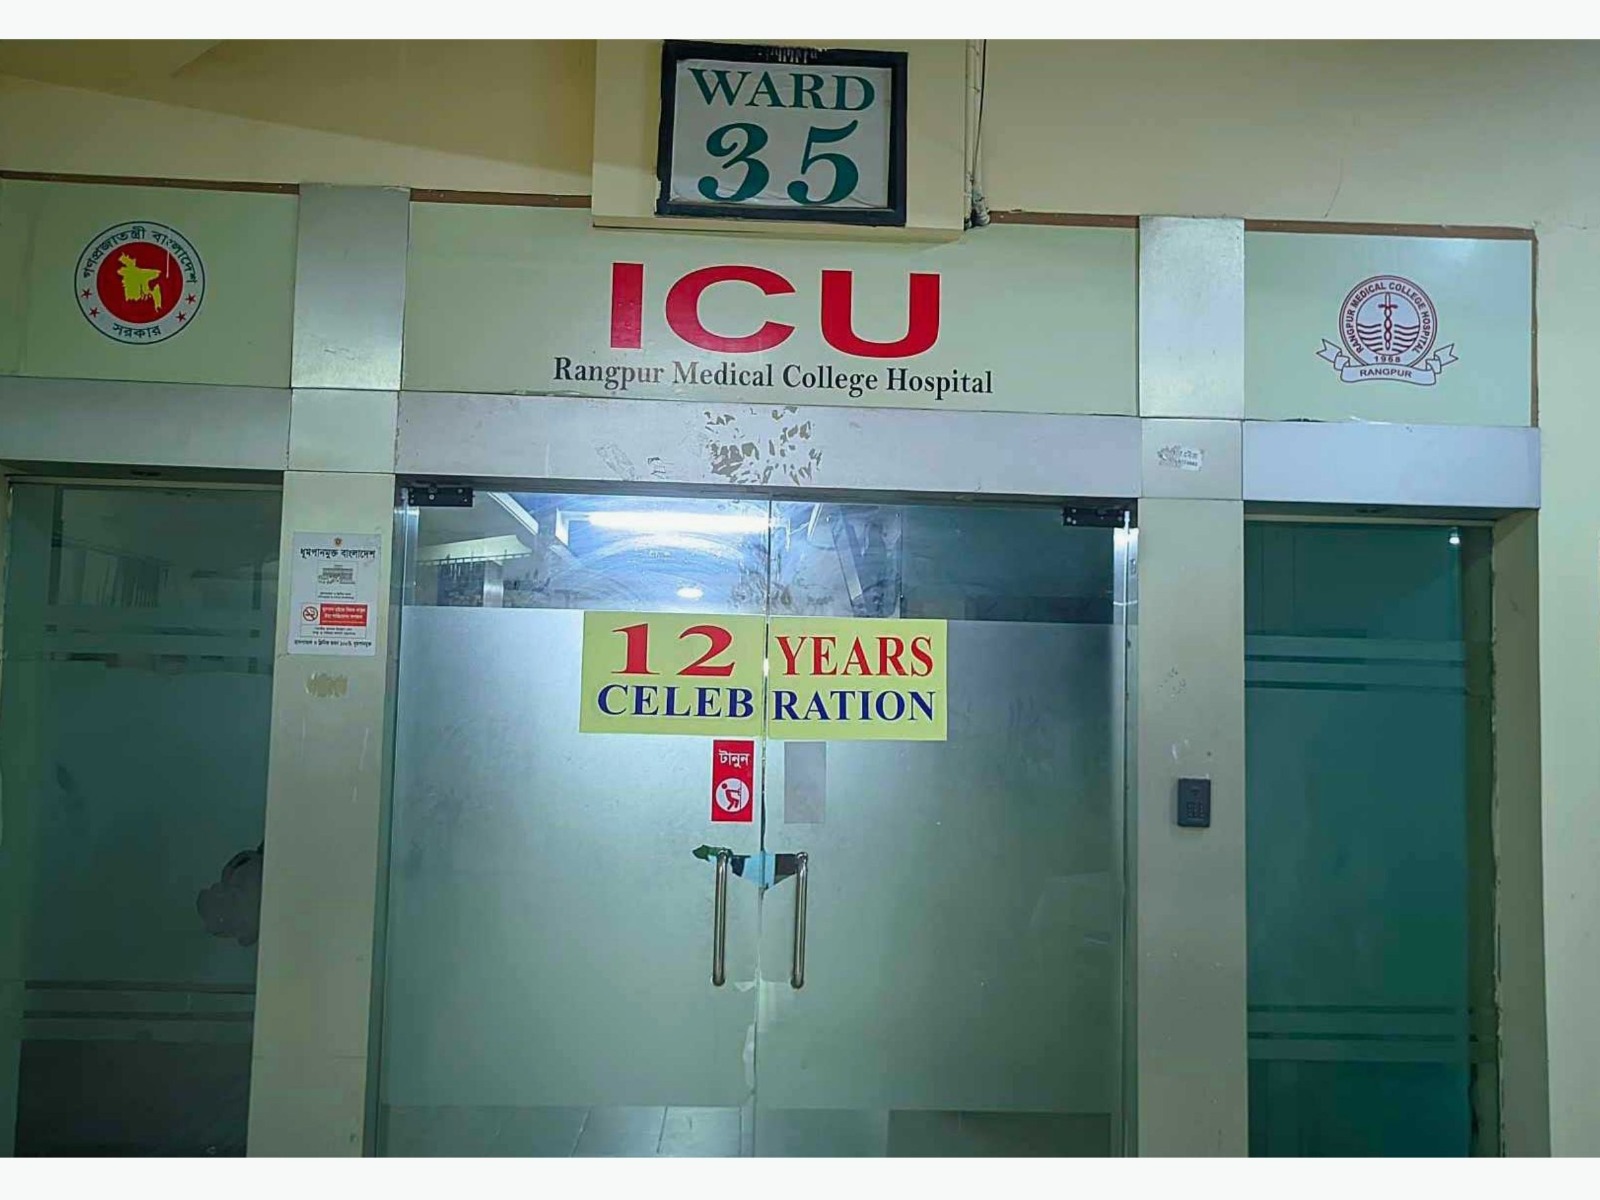 WARD
35
গণপ্রজাতন্ত্রী বাংলাদেশ
সরকার
ICU
Rangpur Medical College Hospital
RANGPUR MEDICAL COLLEGE HOSPITAL
1968
RANGPUR
ধূমপানমুক্ত বাংলাদেশ
12 YEARS
CELEBRATION
টানুন